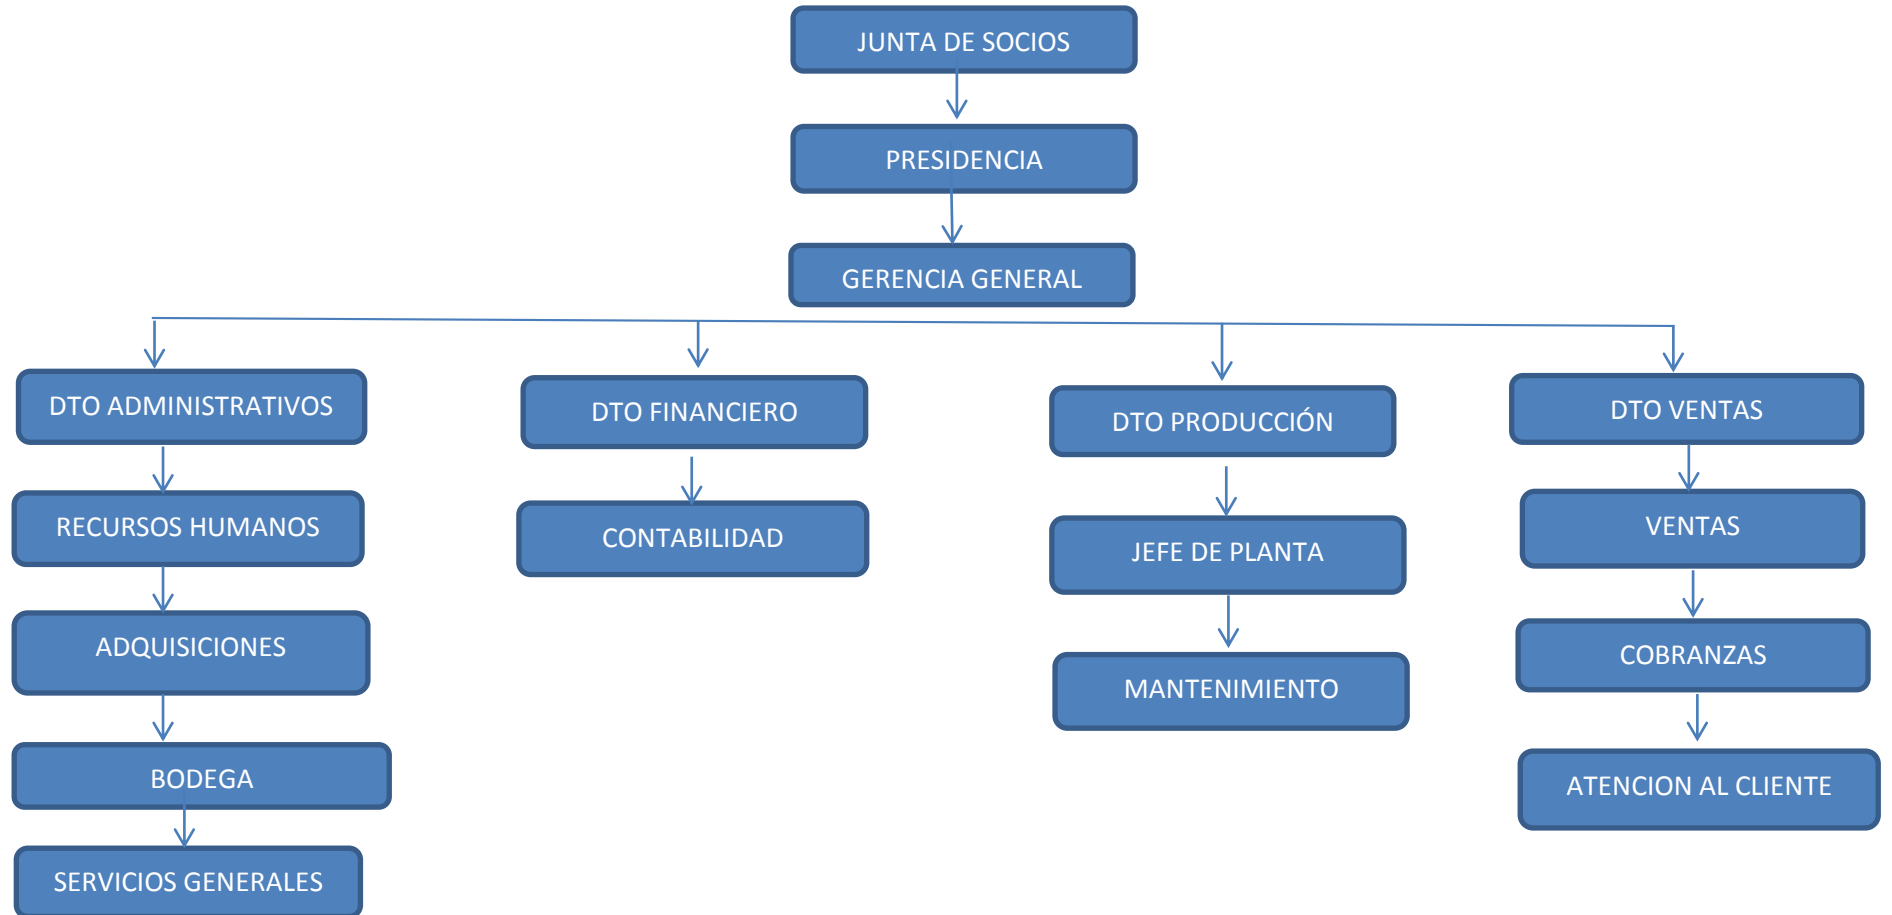 JUNTA DE SOCIOS
PRESIDENCIA
GERENCIA GENERAL
DTO ADMINISTRATIVOS
RECURSOS HUMANOS
ADQUISICIONES
BODEGA
SERVICIOS GENERALES
DTO FINANCIERO
CONTABILIDAD
DTO PRODUCCIÓN
JEFE DE PLANTA
MANTENIMIENTO
DTO VENTAS
VENTAS
COBRANZAS
ATENCION AL CLIENTE